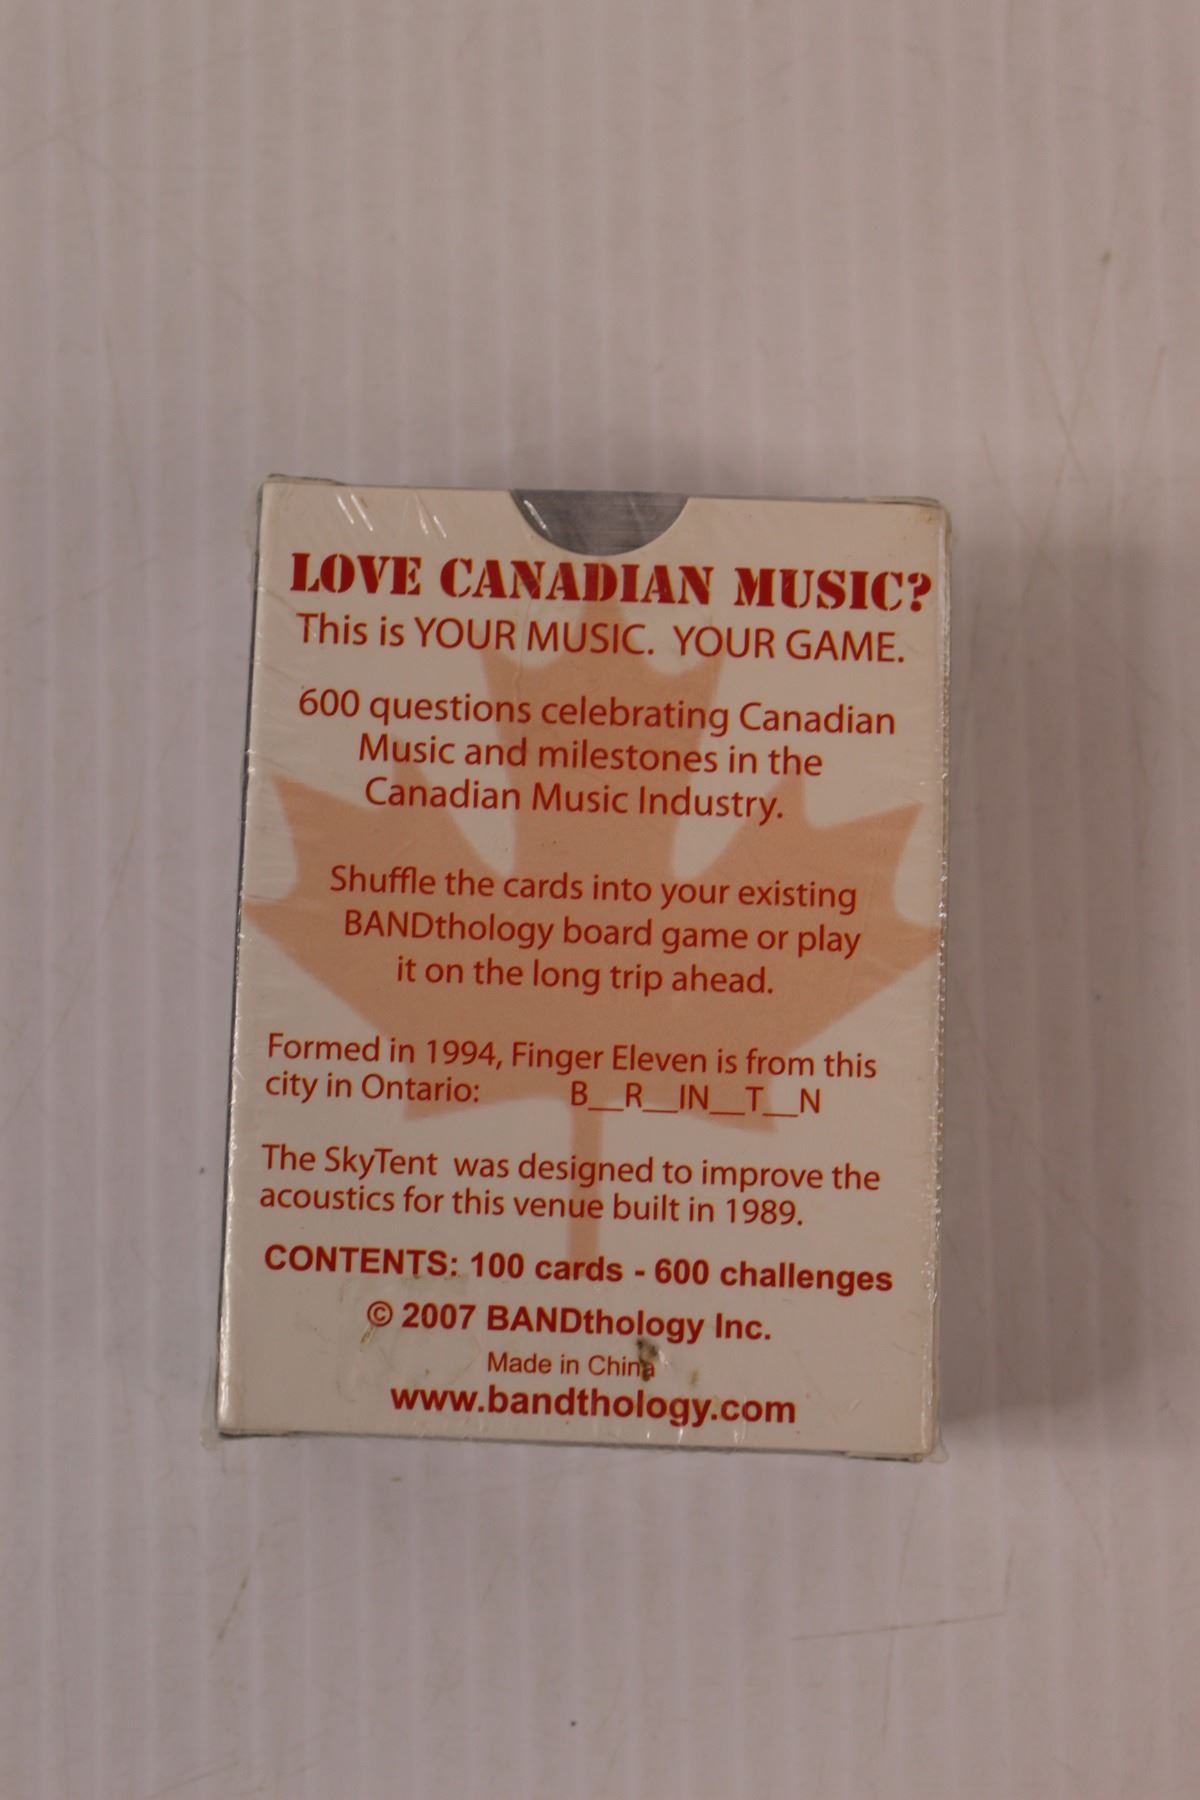 LOVE CANADIAN MUSIC?
This is YOUR MUSIC. YOUR GAME.
600 questions celebrating Canadian
Music and milestones in the
Canadian Music Industry.
Shuffle the cards into your existing
BANDthology board game or play
it on the long trip ahead.
Formed in 1994, Finger Eleven is from this
city in Ontario: B__R__IN__T__N
The SkyTent was designed to improve the
acoustics for this venue built in 1989.
CONTENTS: 100 cards - 600 challenges
© 2007 BANDthology Inc.
Made in China
www.bandthology.com